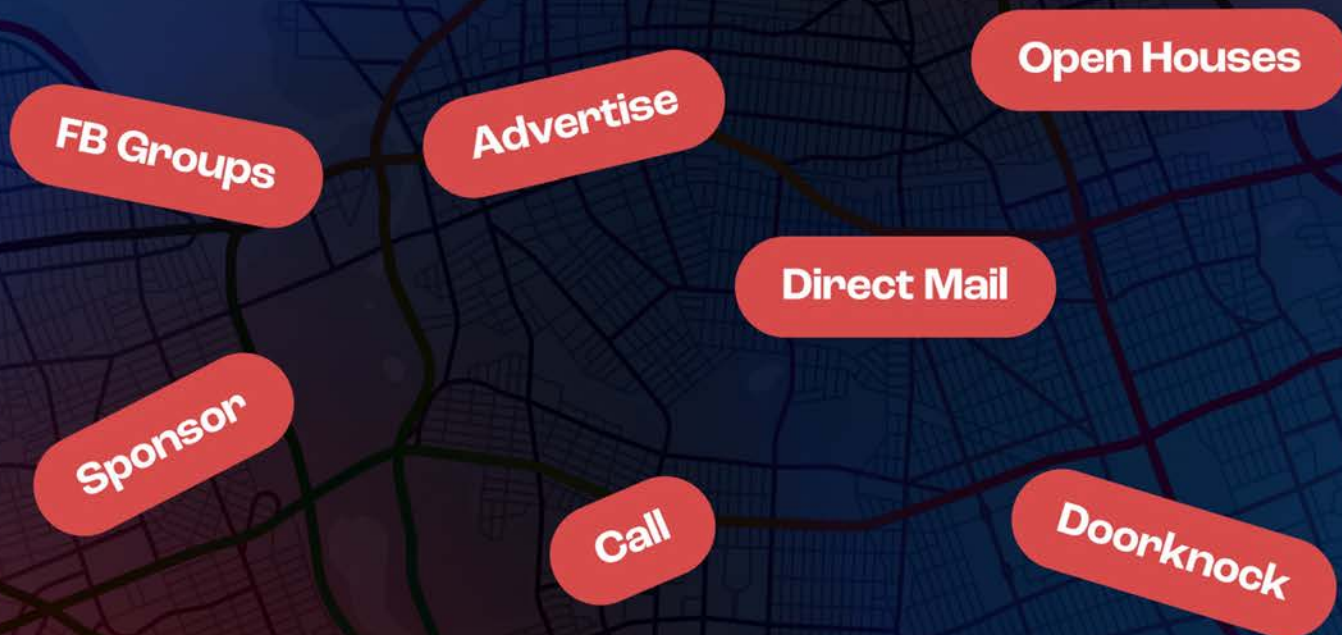 Open Houses
FB Groups
Advertise
Direct Mail
Sponsor
Call
Doorknock